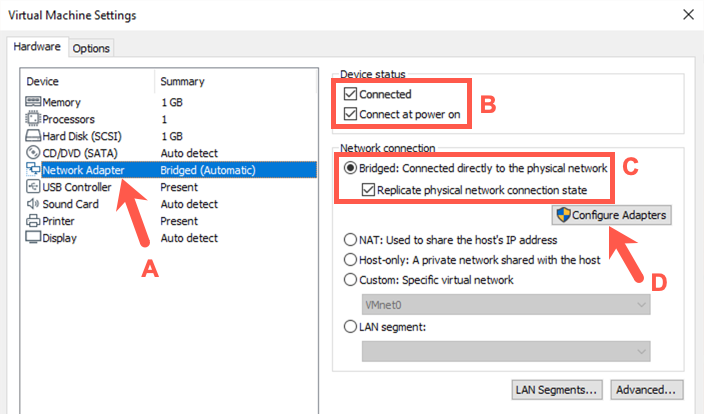 Virtual Machine Settings
Hardware Options
Device Summary
Memory 1 GB
Processors 1
Hard Disk (SCSI) 1 GB
CD/DVD (SATA) Auto detect
Network Adapter Bridged (Automatic)
USB Controller Present
Sound Card Auto detect
Printer Present
Display Auto detect
A
Device status
Connected
Connect at power on
B
Network connection
Bridged: Connected directly to the physical network
Replicate physical network connection state
C
Configure Adapters
NAT: Used to share the host's IP address
Host-only: A private network shared with the host
D
Custom: Specific virtual network
VMnet0
LAN segment:
LAN Segments... Advanced...